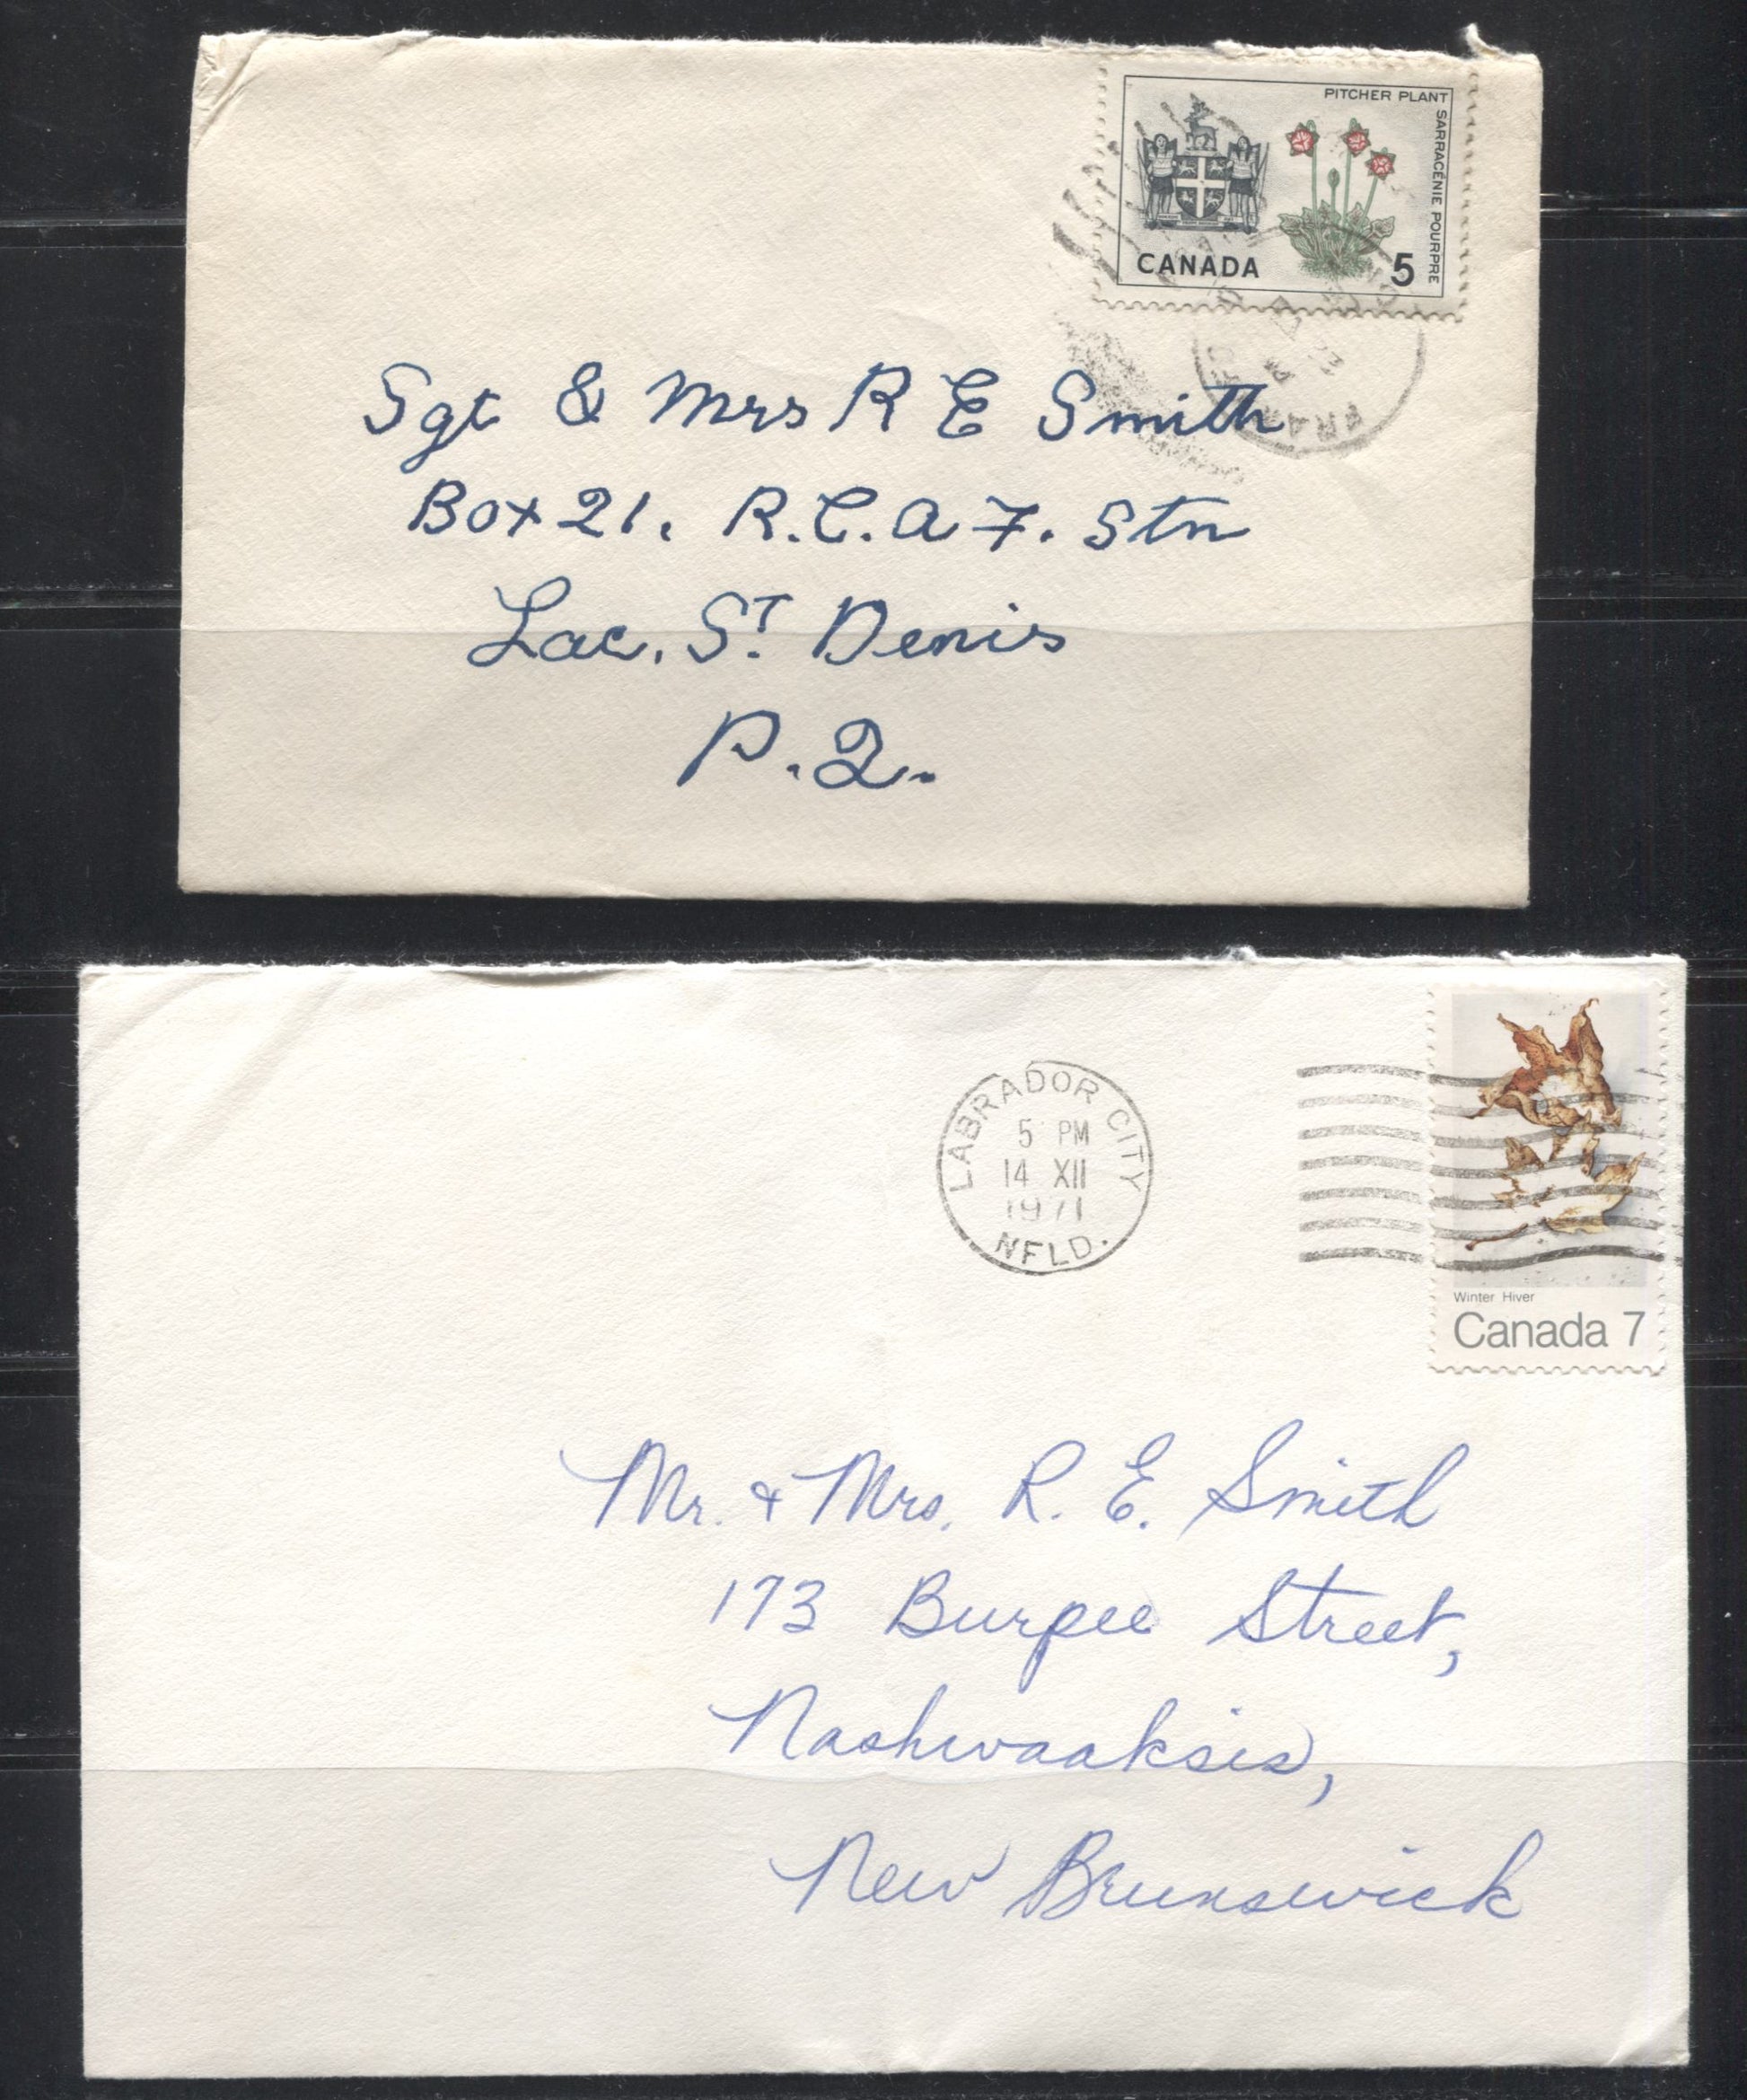 PITCHER PLANT
SARRACÉNIE POURPRE
CANADA 5
Sgt & Mrs R E Smith
Box 21. R.C.A.F. Stn
Lac. St. Denis
P.Q.
LABRADOR CITY
5 PM
14 XII
1971
NFLD.
Winter Hiver
Canada 7
Mr. & Mrs. R. E. Smith
173 Burpee Street,
Nashwaaksis,
New Brunswick